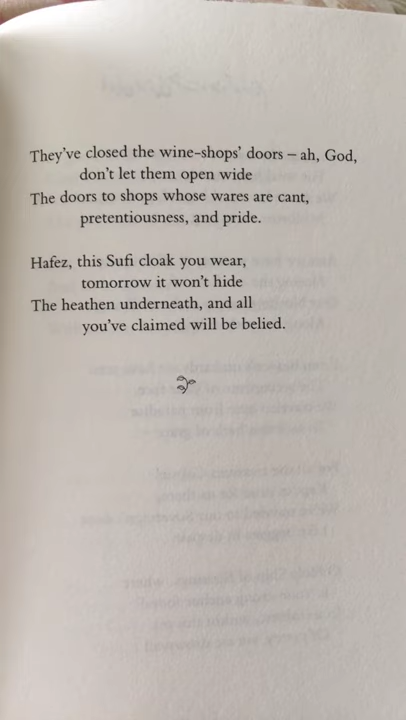 They've closed the wine-shops' doors – ah, God,
don't let them open wide
The doors to shops whose wares are cant,
pretentiousness, and pride.
Hafez, this Sufi cloak you wear,
tomorrow it won't hide
The heathen underneath, and all
you've claimed will be belied.